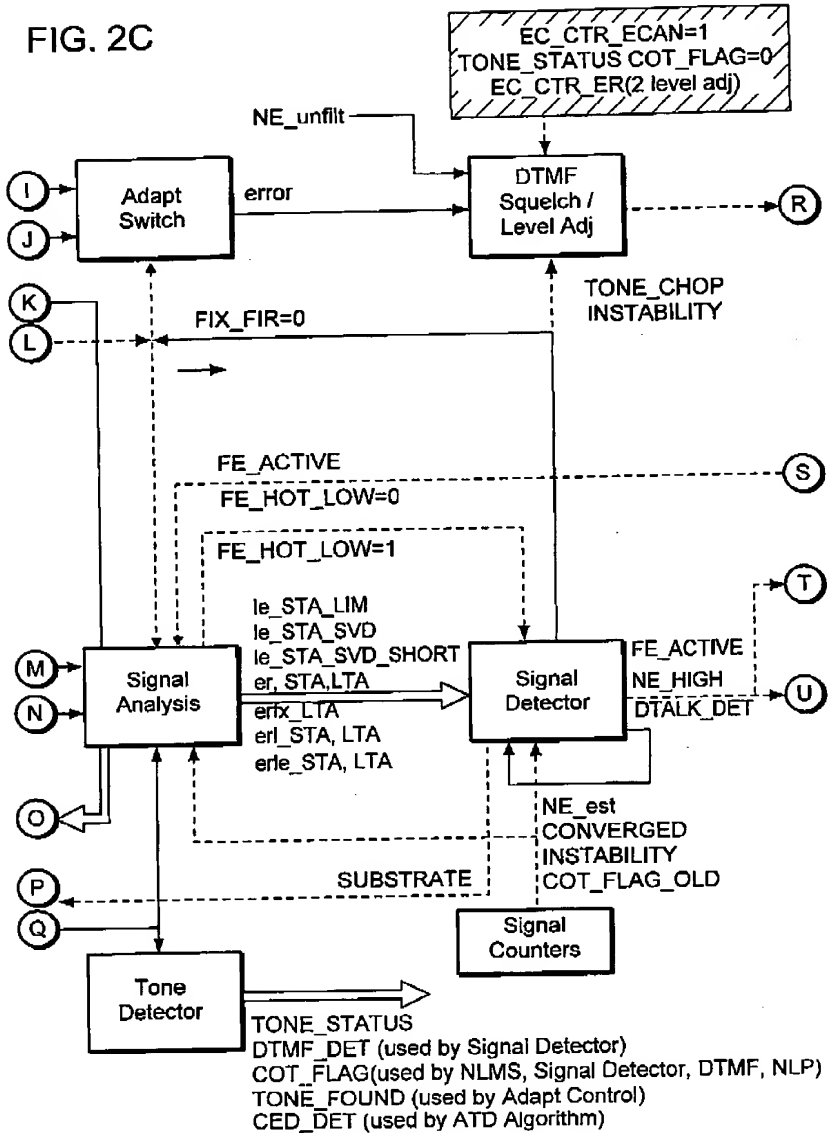 FIG. 2C
EC_CTR_ECAN=1
TONE_STATUS COT_FLAG=0
EC_CTR_ER(2 level adj)
NE_unfilt
I
J
Adapt
Switch
error
DTMF
Squelch /
Level Adj
R
K
L
FIX_FIR=0
TONE_CHOP
INSTABILITY
FE_ACTIVE
S
FE_HOT_LOW=0
FE_HOT_LOW=1
T
le_STA_LIM
le_STA_SVD
le_STA_SVD_SHORT
er, STA,LTA
erfx_LTA
erl_STA, LTA
erle_STA, LTA
M
N
Signal
Analysis
Signal
Detector
FE_ACTIVE
NE_HIGH
DTALK_DET
U
O
NE_est
CONVERGED
INSTABILITY
COT_FLAG_OLD
P
SUBSTRATE
Q
Signal
Counters
Tone
Detector
TONE_STATUS
DTMF_DET (used by Signal Detector)
COT_FLAG(used by NLMS, Signal Detector, DTMF, NLP)
TONE_FOUND (used by Adapt Control)
CED_DET (used by ATD Algorithm)